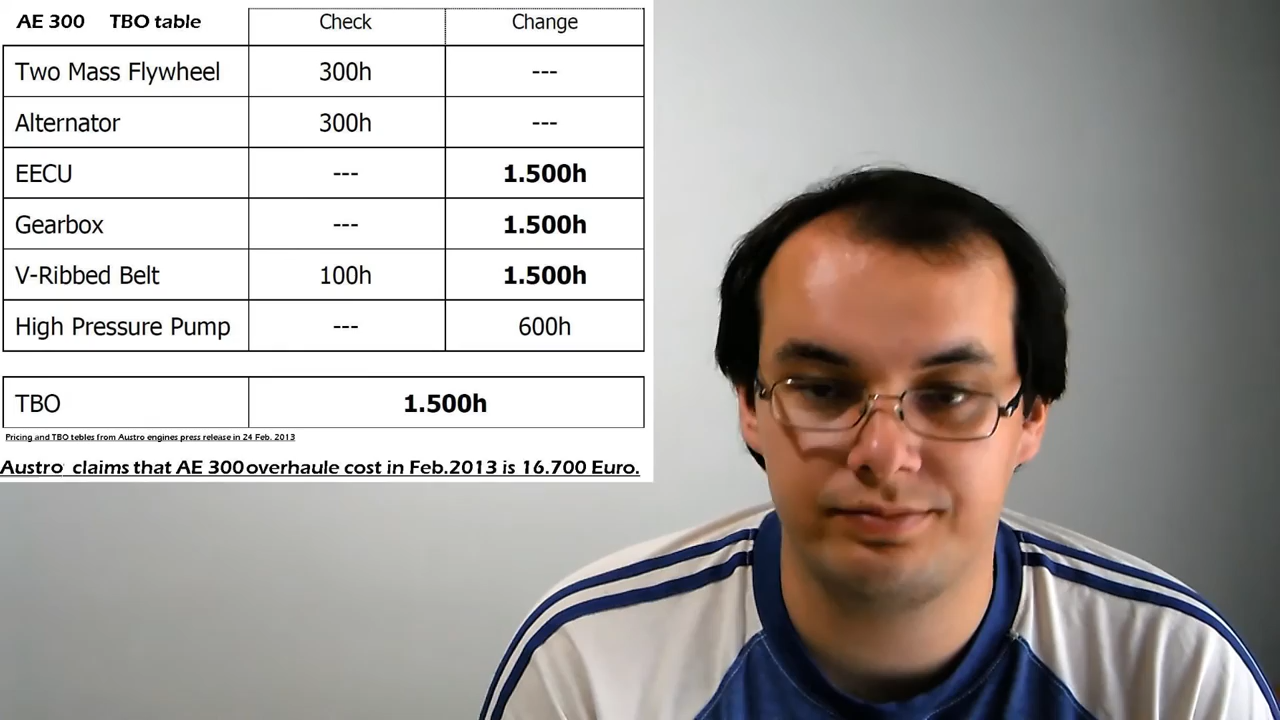 AE 300 TBO table Check Change
Two Mass Flywheel 300h ---
Alternator 300h ---
EECU --- 1.500h
Gearbox --- 1.500h
V-Ribbed Belt 100h 1.500h
High Pressure Pump --- 600h
TBO 1.500h
Pricing and TBO tebles from Austro engines press release in 24 Feb. 2013
Austro claims that AE 300 overhaule cost in Feb.2013 is 16.700 Euro.